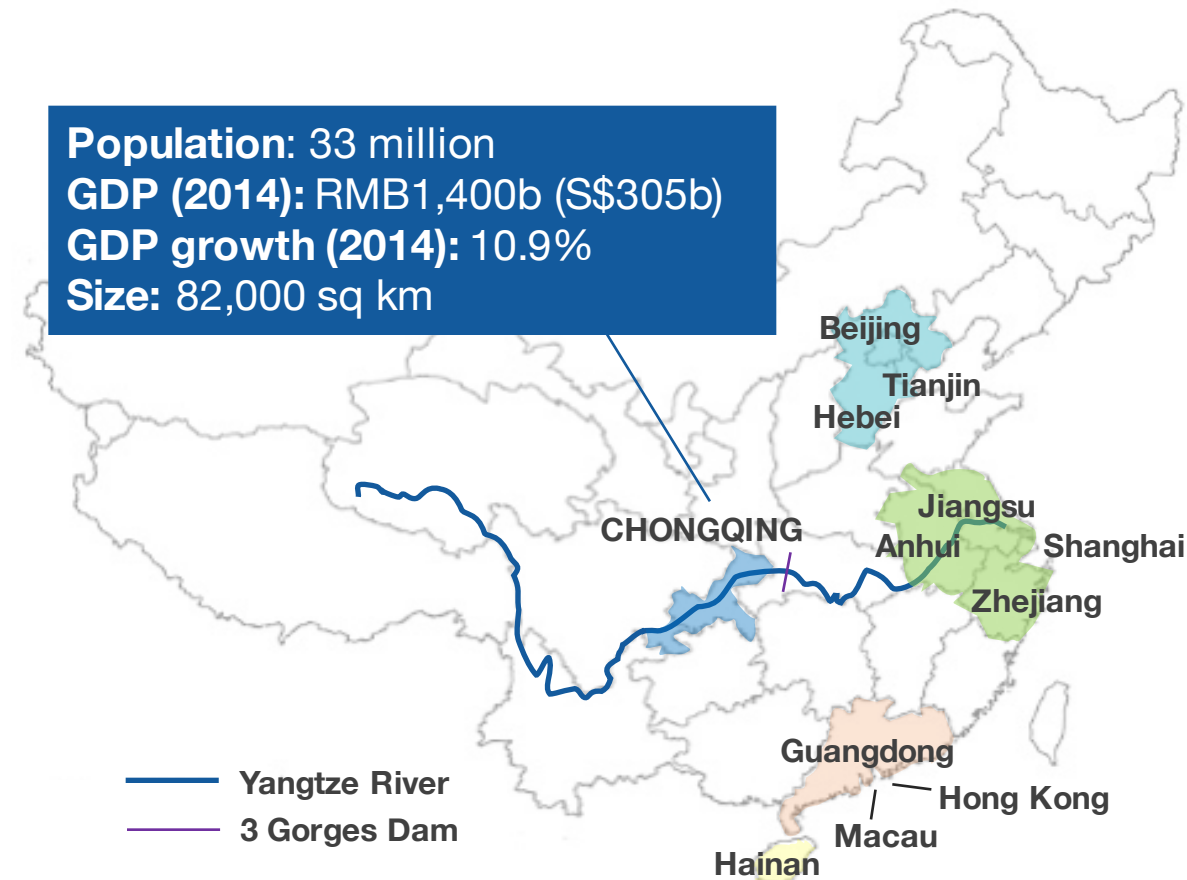 Population: 33 million
GDP (2014): RMB1,400b (S$305b)
GDP growth (2014): 10.9%
Size: 82,000 sq km
Beijing
Tianjin
Hebei
Jiangsu
CHONGQING
Anhui
Shanghai
Zhejiang
Guangdong
Yangtze River
Hong Kong
3 Gorges Dam
Macau
Hainan